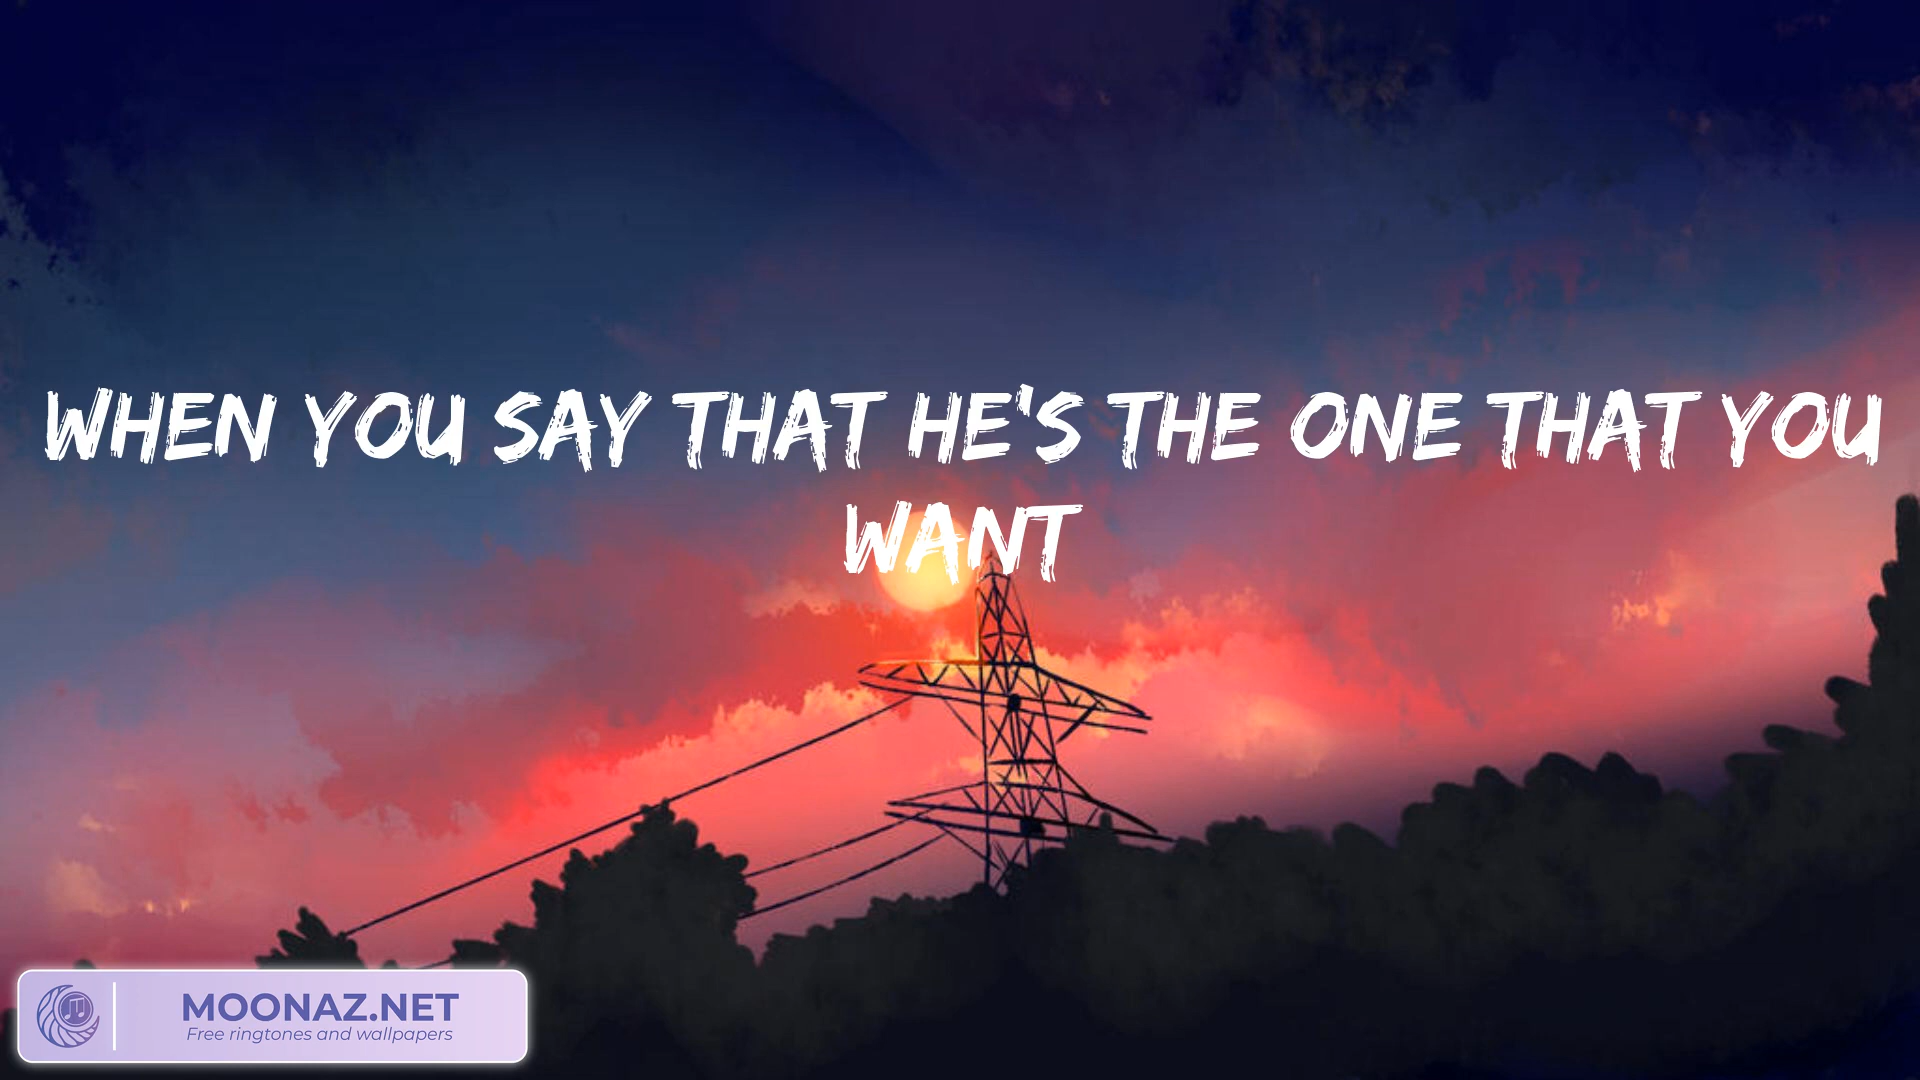 WHEN YOU SAY THAT HE'S THE ONE THAT YOU
WANT
MOONAZ.NET
Free ringtones and wallpapers